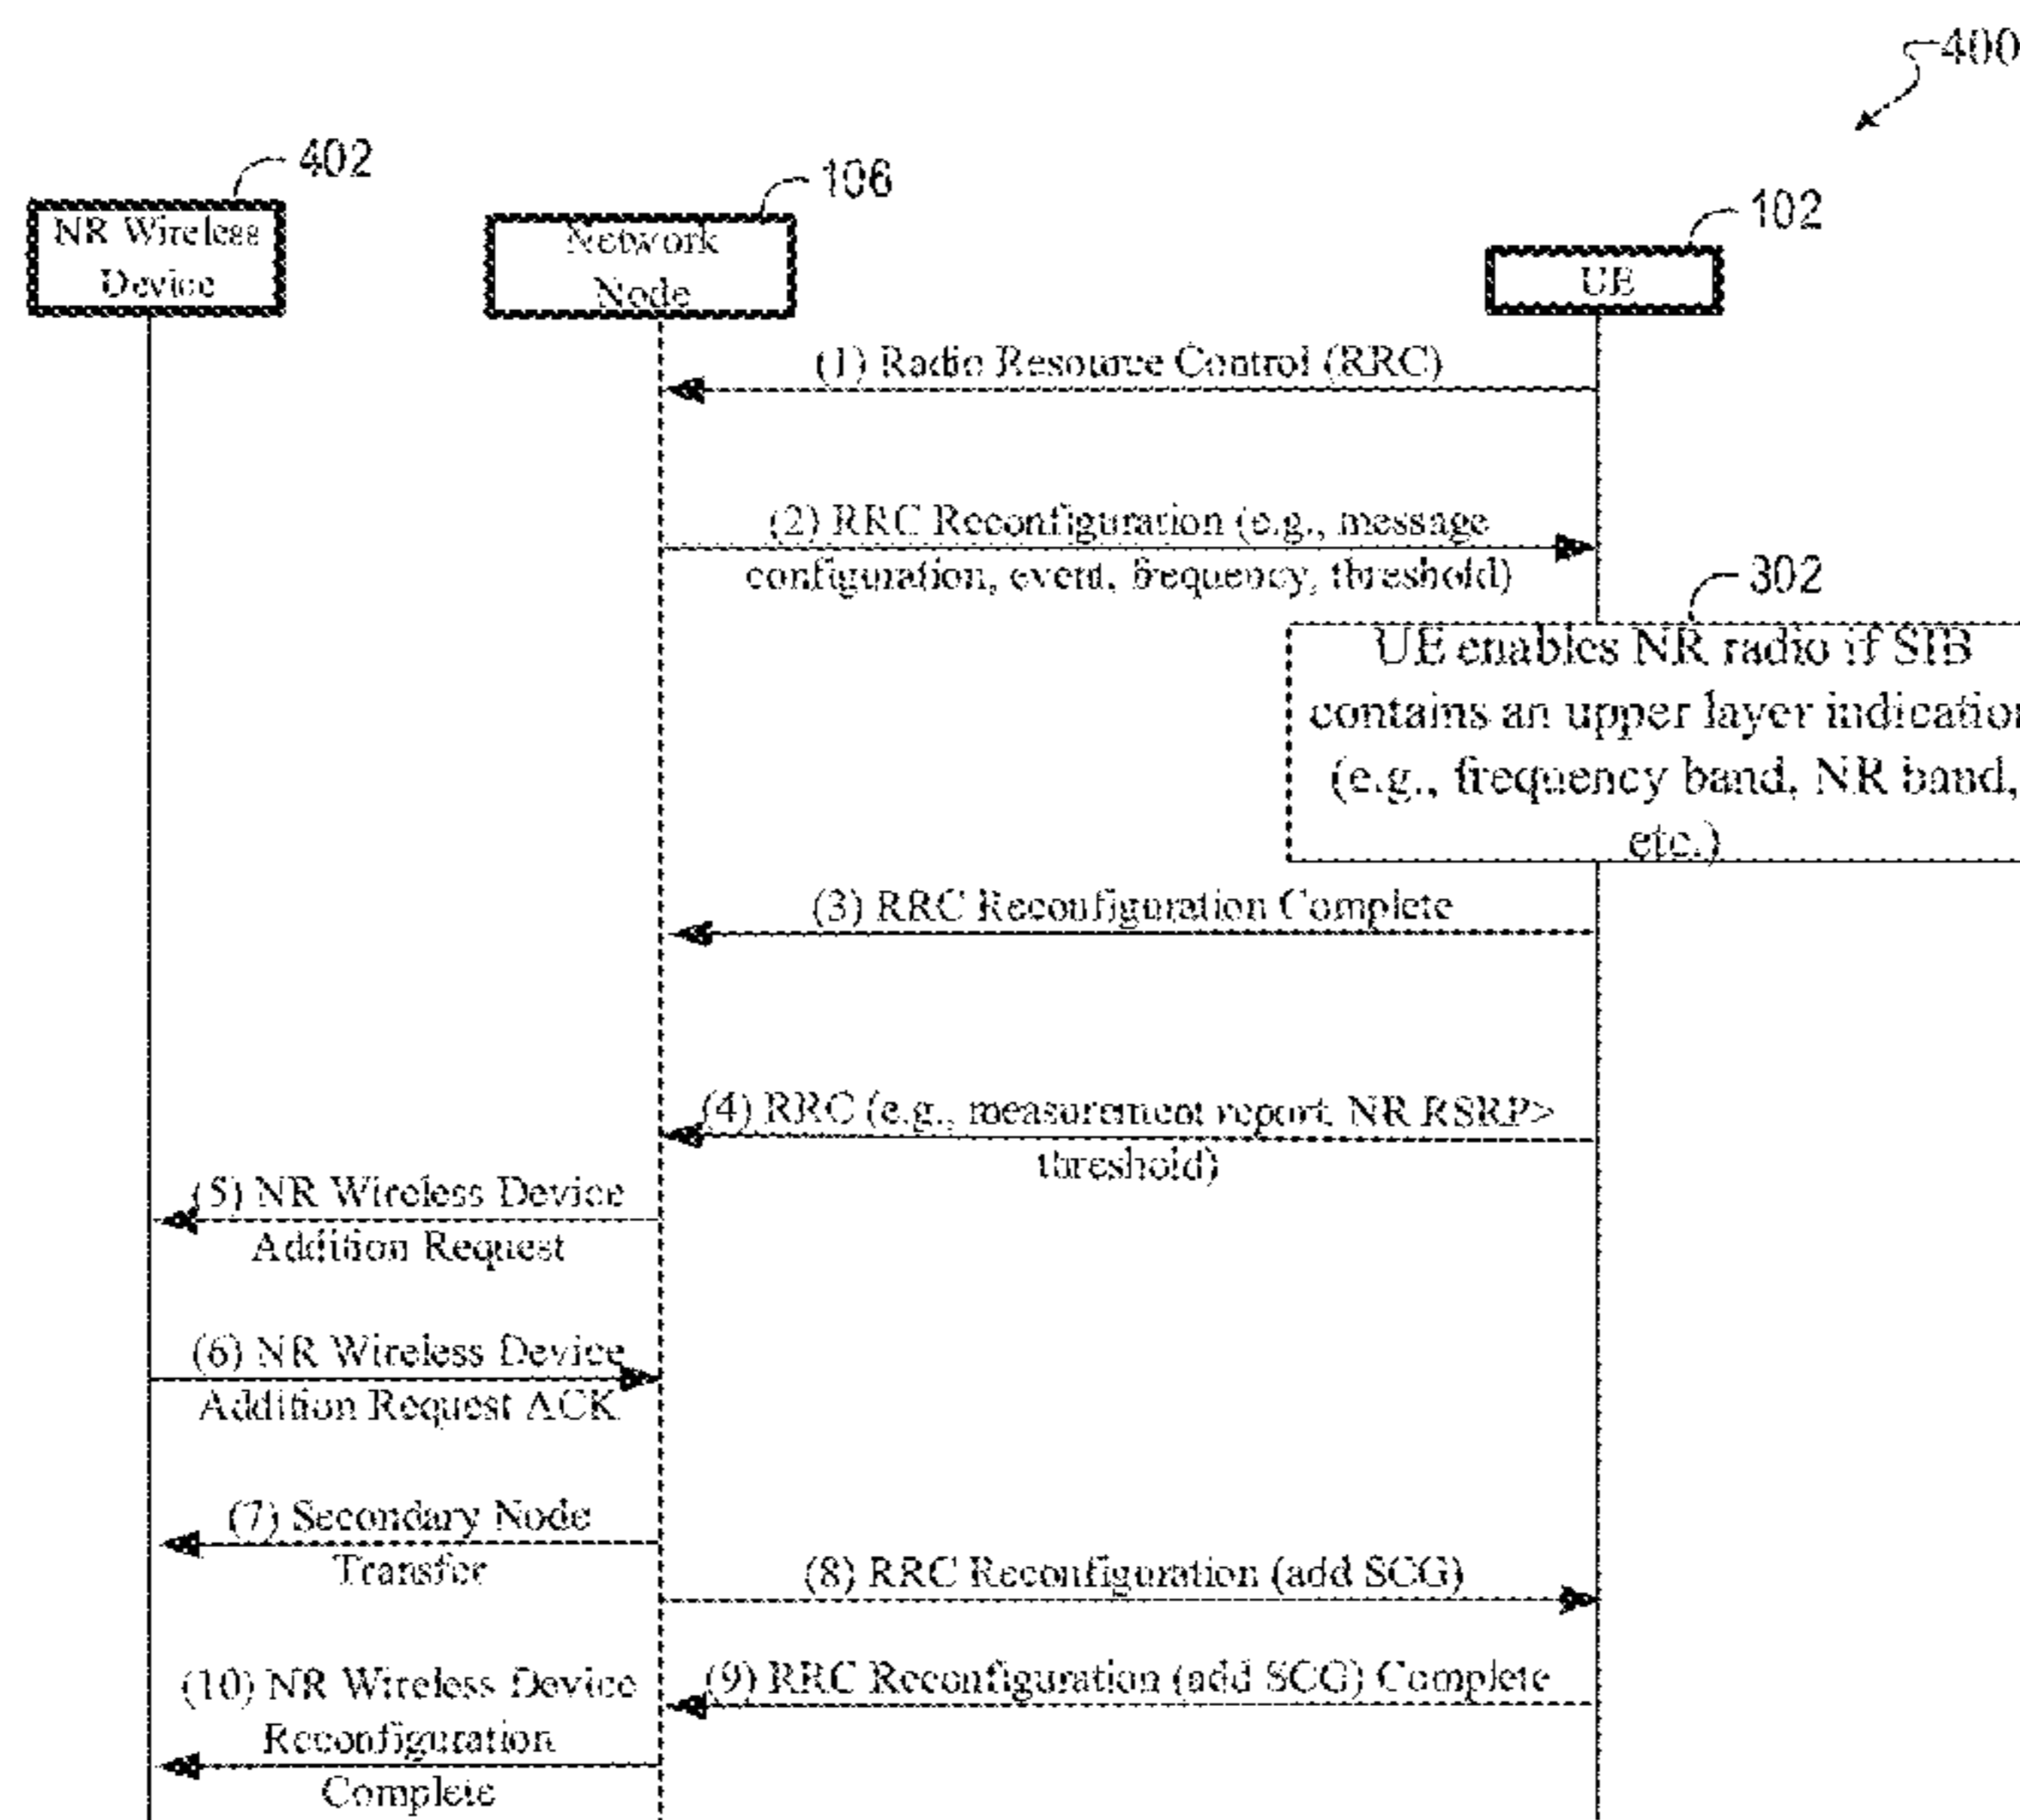 400
402
106
102
NR Wireless
Device
Network
Node
UE
(1) Radio Resource Control (RRC)
(2) RRC Reconfiguration (e.g., message
configuration, event, frequency, threshold)
302
UE enables NR radio if SIB
contains an upper layer indication
(e.g., frequency band, NR band,
etc.)
(3) RRC Reconfiguration Complete
(4) RRC (e.g., measurement report, NR RSRP>
threshold)
(5) NR Wireless Device
Addition Request
(6) NR Wireless Device
Addition Request ACK
(7) Secondary Node
Transfer
(8) RRC Reconfiguration (add SCG)
(9) RRC Reconfiguration (add SCG) Complete
(10) NR Wireless Device
Reconfiguration
Complete